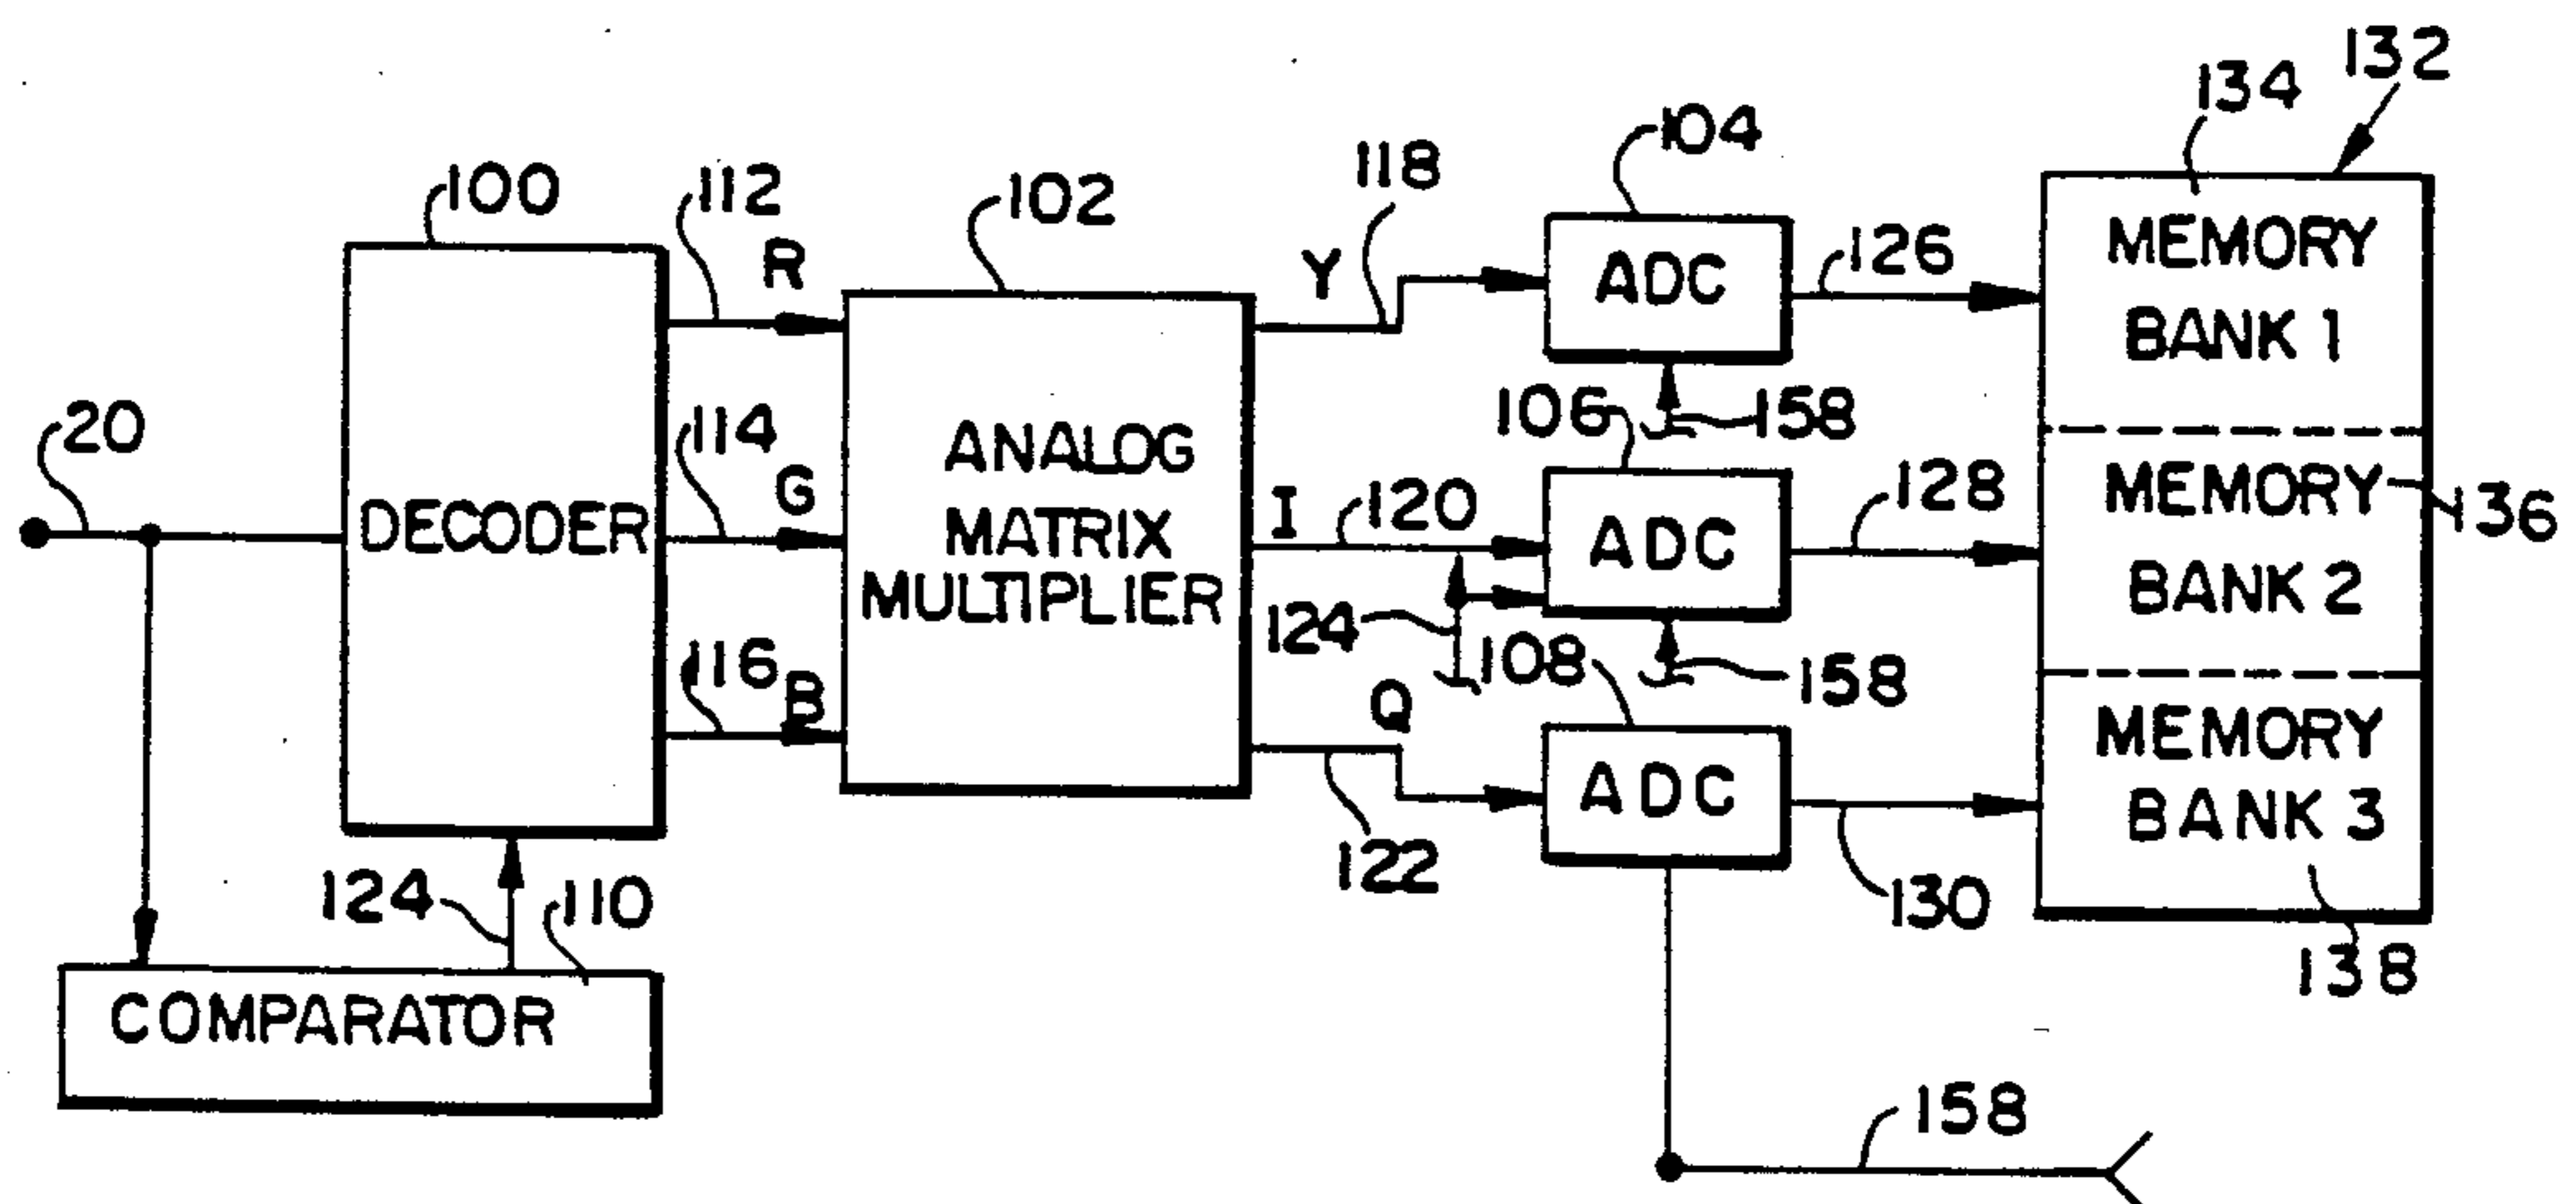 132
134
104
118
112
100
102
R
Y
126
ADC
MEMORY
BANK 1
20
114
106
158
ANALOG
MATRIX
MULTIPLIER
G
I
120
128
DECODER
ADC
MEMORY
BANK 2
136
124
108
158
116
B
Q
MEMORY
BANK 3
ADC
122
124
110
130
138
COMPARATOR
158